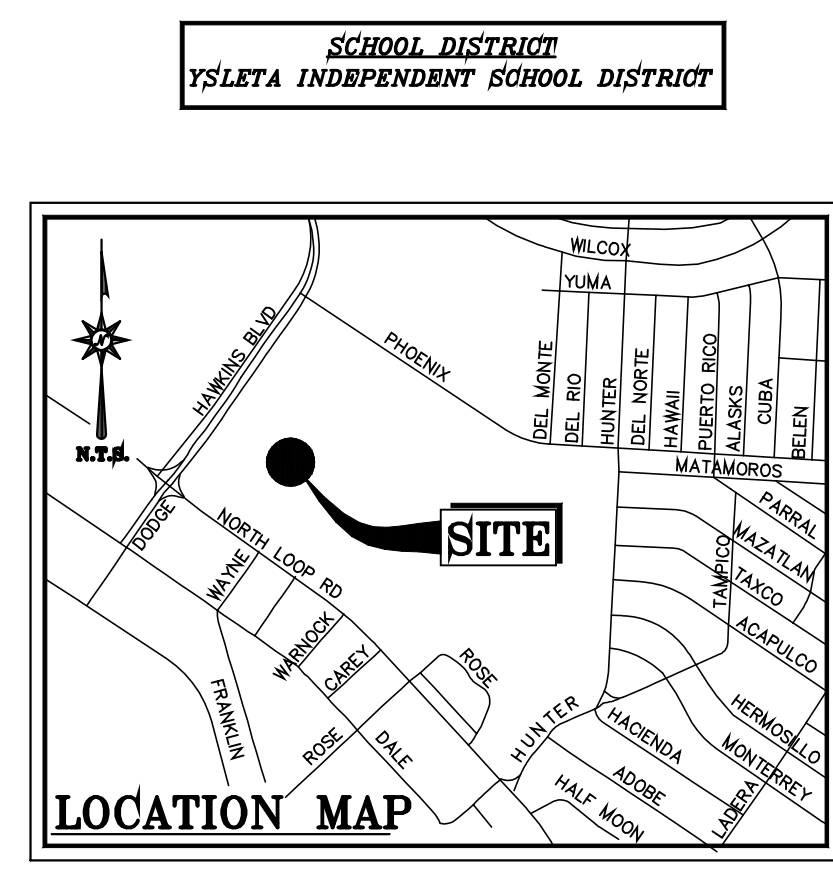 SCHOOL DISTRICT
YSLETA INDEPENDENT SCHOOL DISTRICT
WILCOX
YUMA
HAWKINS BLVD
PHOENIX
N
N.T.S.
DEL MONTE
DEL RIO
HUNTER
DEL NORTE
HAWAII
PUERTO RICO
ALASKS
CUBA
BELEN
MATAMOROS
PARRAL
MAZATLAN
TAMPICO
TAXCO
ACAPULCO
DODGE
NORTH LOOP RD
SITE
WAYNE
WARNOCK
CAREY
ROSE
FRANKLIN
ROSE
DALE
HUNTER
HACIENDA
HERMOSILLO
MONTERREY
ADOBE
HALF MOON
LADERA
LOCATION MAP